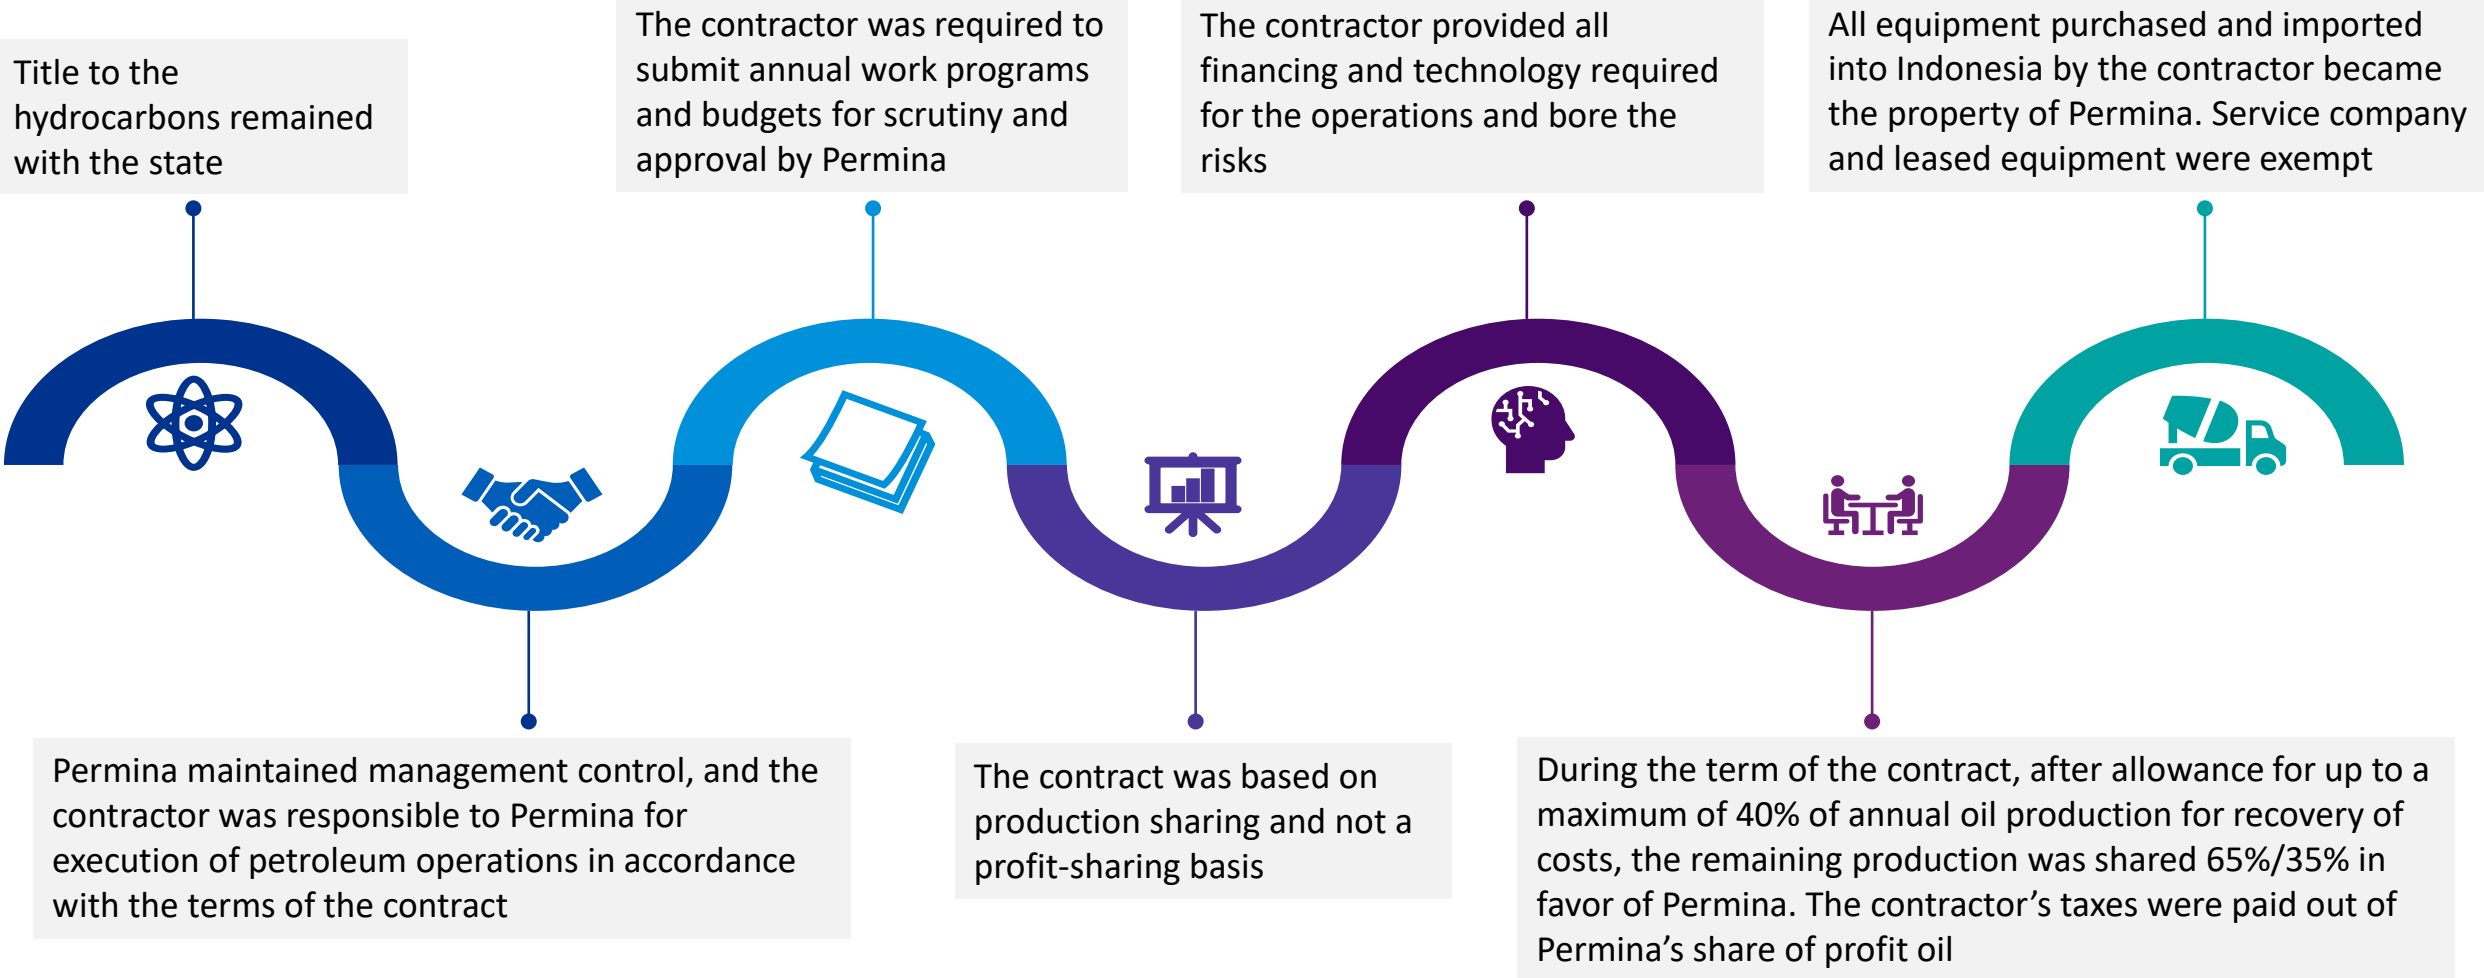 Title to the
hydrocarbons remained
with the state
Permina maintained management control, and the
contractor was responsible to Permina for
execution of petroleum operations in accordance
with the terms of the contract
The contractor was required to
submit annual work programs
and budgets for scrutiny and
approval by Permina
The contract was based on
production sharing and not a
profit-sharing basis
The contractor provided all
financing and technology required
for the operations and bore the
risks
During the term of the contract, after allowance for up to a
maximum of 40% of annual oil production for recovery of
costs, the remaining production was shared 65%/35% in
favor of Permina. The contractor’s taxes were paid out of
Permina’s share of profit oil
All equipment purchased and imported
into Indonesia by the contractor became
the property of Permina. Service company
and leased equipment were exempt